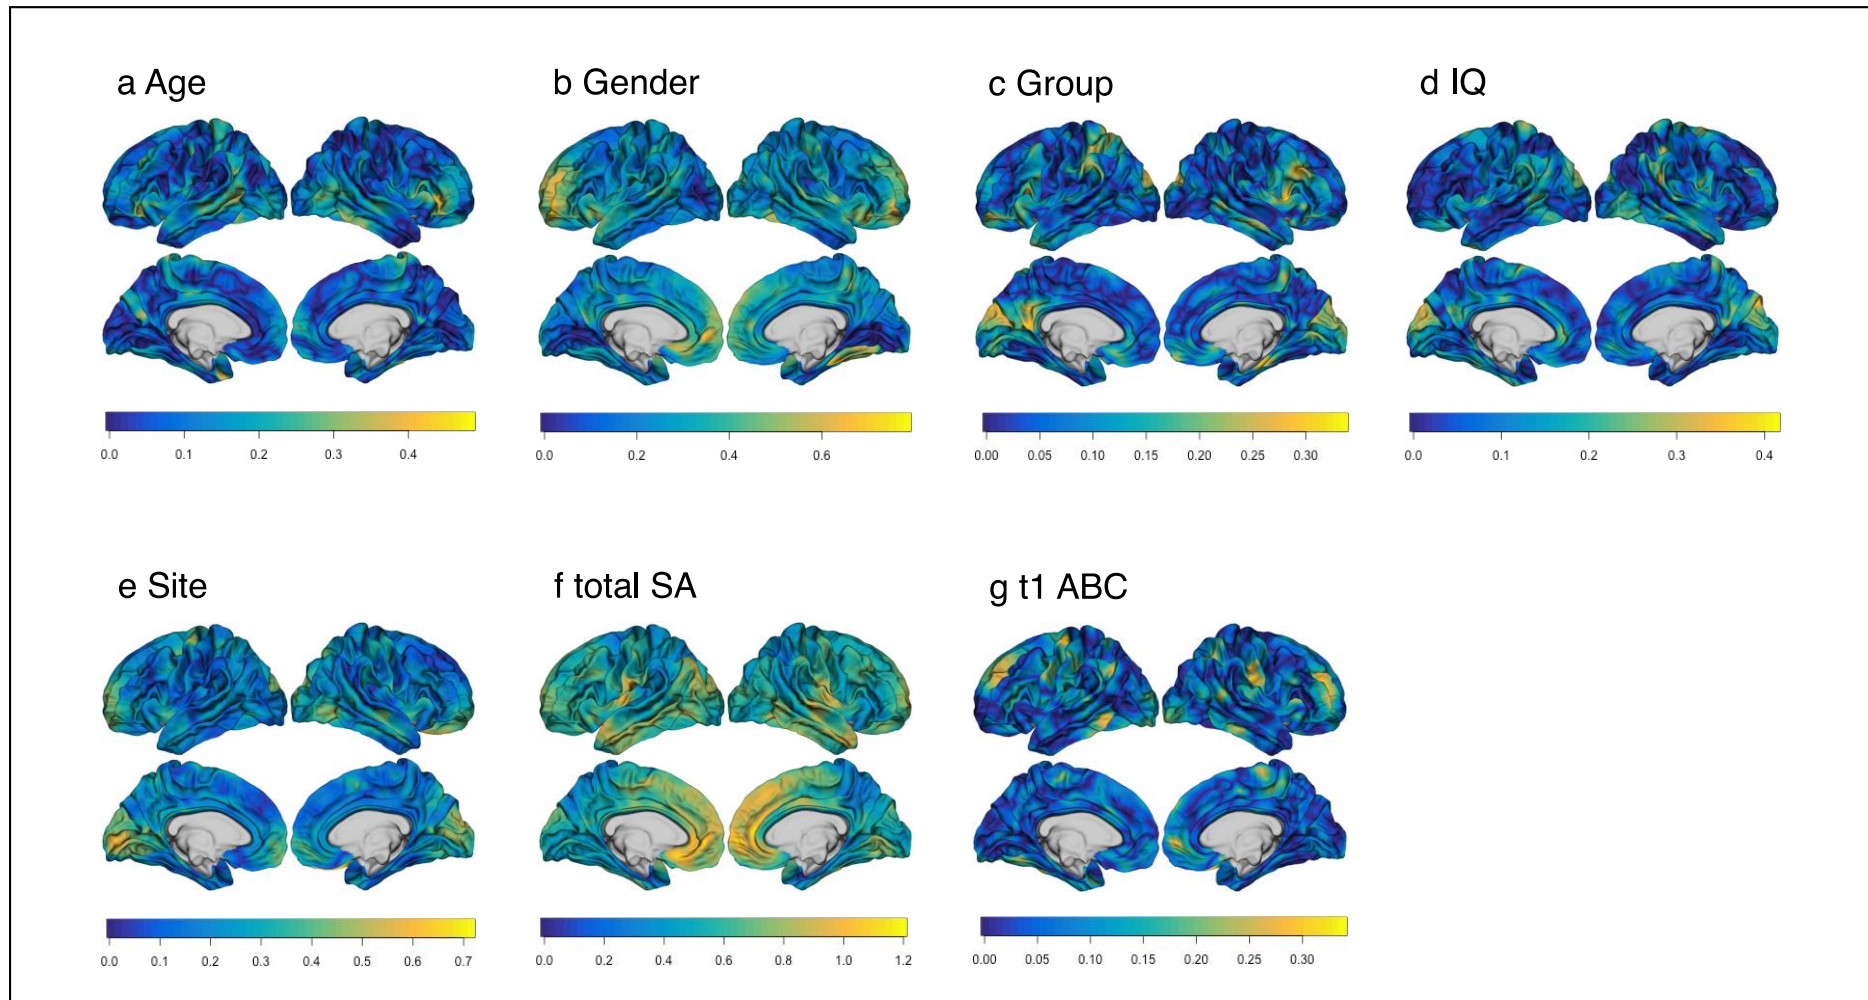 a Age
b Gender
c Group
d IQ
0.0 0.1 0.2 0.3 0.4
0.0 0.2 0.4 0.6
0.00 0.05 0.10 0.15 0.20 0.25 0.30
0.0 0.1 0.2 0.3 0.4
e Site
f total SA
g t1 ABC
0.0 0.1 0.2 0.3 0.4 0.5 0.6 0.7
0.0 0.2 0.4 0.6 0.8 1.0 1.2
0.00 0.05 0.10 0.15 0.20 0.25 0.30